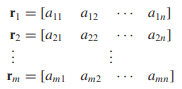 r₁ = [a₁₁ a₁₂ ⋯ a₁ₙ]
r₂ = [a₂₁ a₂₂ ⋯ a₂ₙ]
⋮ ⋮
rₘ = [aₘ₁ aₘ₂ ⋯ aₘₙ]